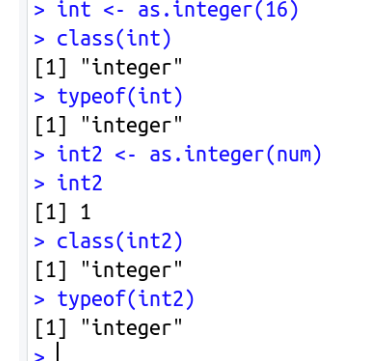 > int <- as.integer(16)
> class(int)
[1] "integer"
> typeof(int)
[1] "integer"
> int2 <- as.integer(num)
> int2
[1] 1
> class(int2)
[1] "integer"
> typeof(int2)
[1] "integer"
>